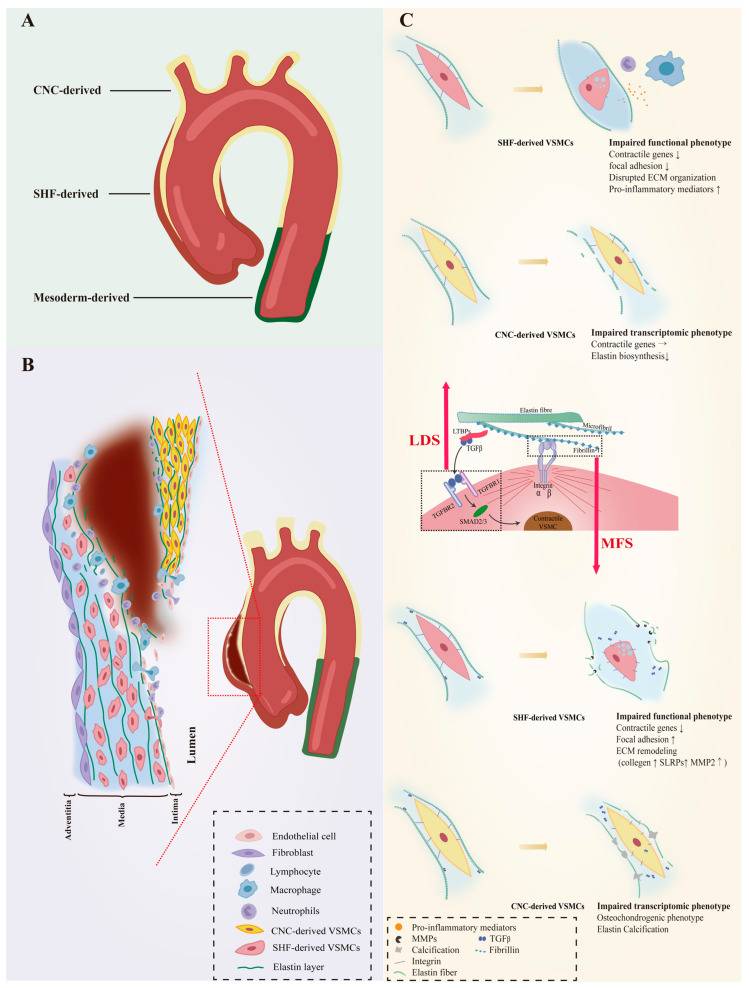 A
CNC-derived
SHF-derived
Mesoderm-derived
B
Lumen
Adventitia
Media
Intima
Endothelial cell
Fibroblast
Lymphocyte
Macrophage
Neutrophils
CNC-derived VSMCs
SHF-derived VSMCs
Elastin layer
C
SHF-derived VSMCs
Impaired functional phenotype
Contractile genes ↓
focal adhesion ↓
Disrupted ECM organization
Pro-inflammatory mediators ↑
CNC-derived VSMCs
Impaired transcriptomic phenotype
Contractile genes →
Elastin biosynthesis↓
LDS
Elastin fibre
Microfibril
LTBPs
TGFβ
Fibrillin-1
Integrin
α β
TGFBR2
TGFBR1
SMAD2/3
Contractile
VSMC
MFS
SHF-derived VSMCs
Impaired functional phenotype
Contractile genes ↓
Focal adhesion ↑
ECM remodeling
(collegen ↑ SLRPs↑ MMP2 ↑ )
CNC-derived VSMCs
Impaired transcriptomic phenotype
Osteochondrogenic phenotype
Elastin Calcification
Pro-inflammatory mediators
MMPs
TGFβ
Calcification
Fibrillin
Integrin
Elastin fiber